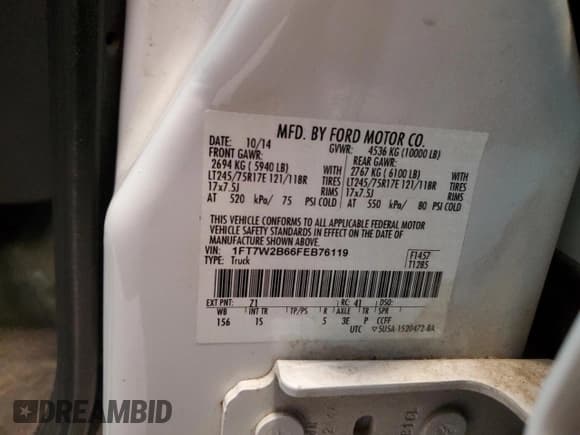 MFD. BY FORD MOTOR CO.
DATE: 10/14 GVWR: 4536 KG (10000 LB)
FRONT GAWR: REAR GAWR:
2694 KG ( 5940 LB) WITH 2767 KG ( 6100 LB) WITH
LT245/75R17E 121/118R TIRES LT245/75R17E 121/118R TIRES
17x7.5J RIMS 17x7.5J RIMS
AT 520 kPa/ 75 PSI COLD AT 550 kPa/ 80 PSI COLD
THIS VEHICLE CONFORMS TO ALL APPLICABLE FEDERAL MOTOR
VEHICLE SAFETY STANDARDS IN EFFECT ON THE DATE OF
MANUFACTURE SHOWN ABOVE.
VIN: 1FT7W2B66FEB76119
TYPE: Truck
F1457
T1285
EXT PNT: Z1 RC: 41 DSO:
WB INT TR TP/PS R AXLE TR SPR
156 15 5 3E P CCFF
UTC 5U5A-1520472-BA
DREAMBID